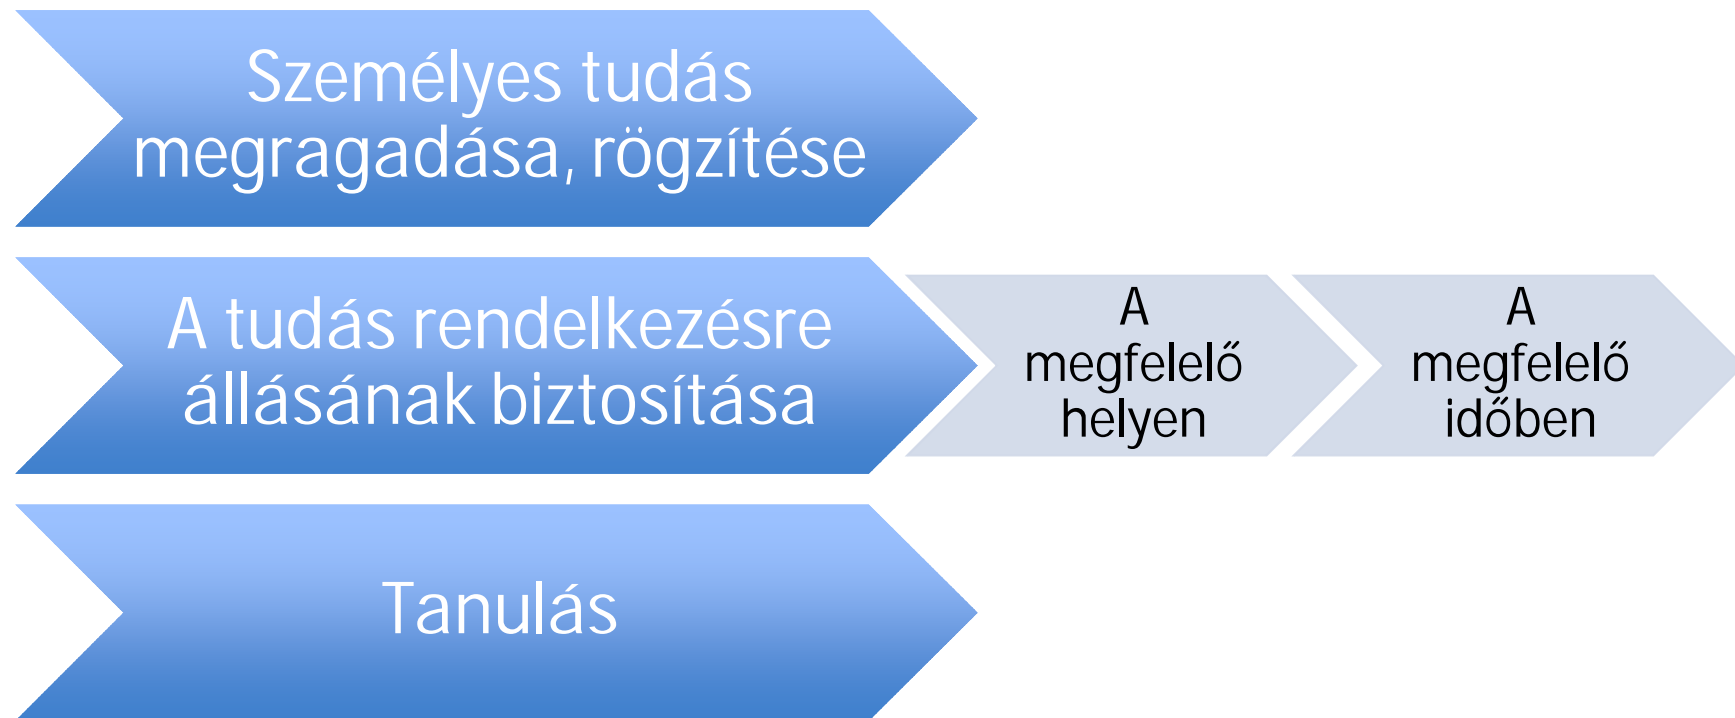 Személyes tudás
megragadása, rögzítése
A tudás rendelkezésre
állásának biztosítása
A
megfelelő
helyen
A
megfelelő
időben
Tanulás